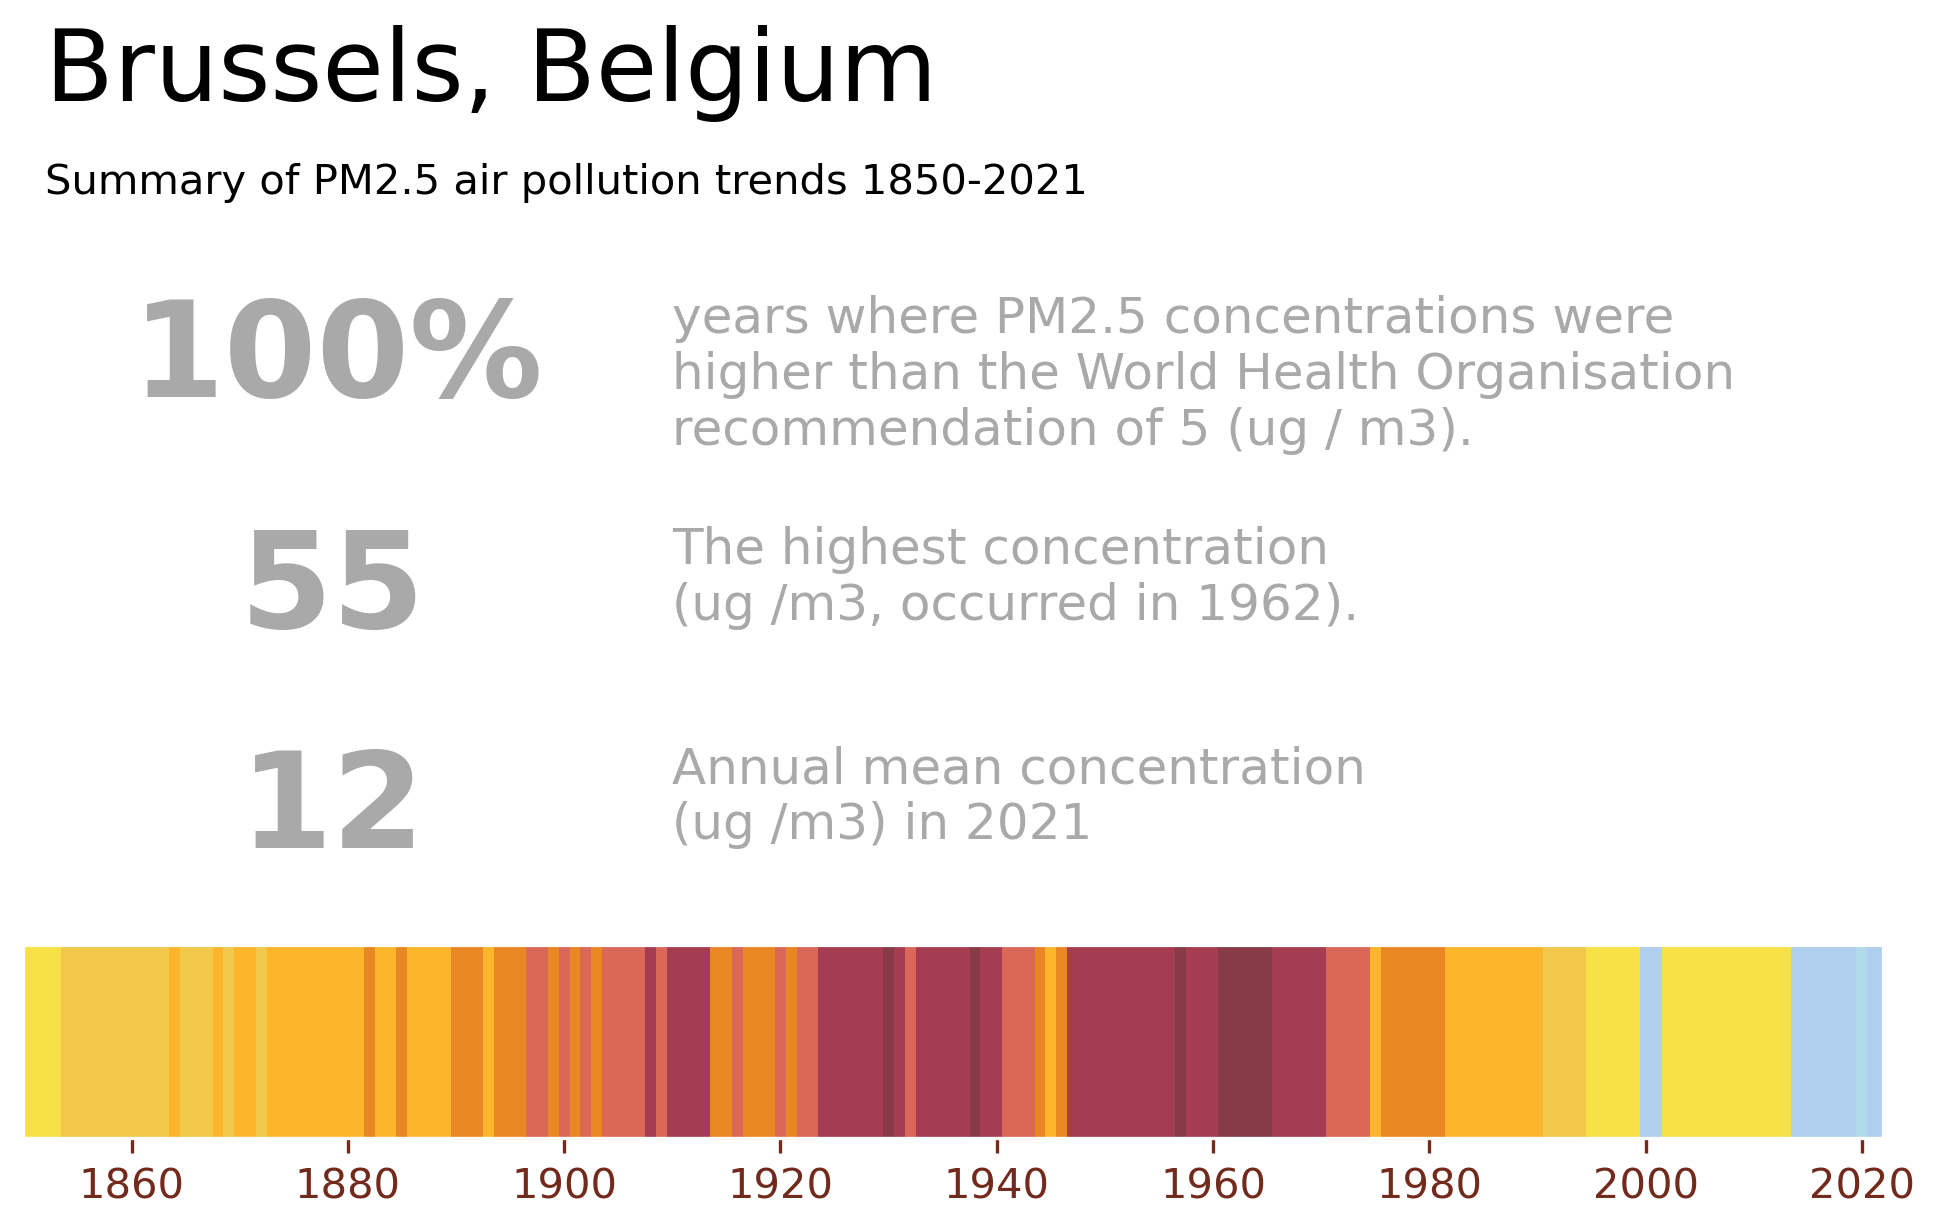 Brussels, Belgium
Summary of PM2.5 air pollution trends 1850-2021
100%
years where PM2.5 concentrations were
higher than the World Health Organisation
recommendation of 5 (ug / m3).
55
The highest concentration
(ug /m3, occurred in 1962).
12
Annual mean concentration
(ug /m3) in 2021
1860 1880 1900 1920 1940 1960 1980 2000 2020